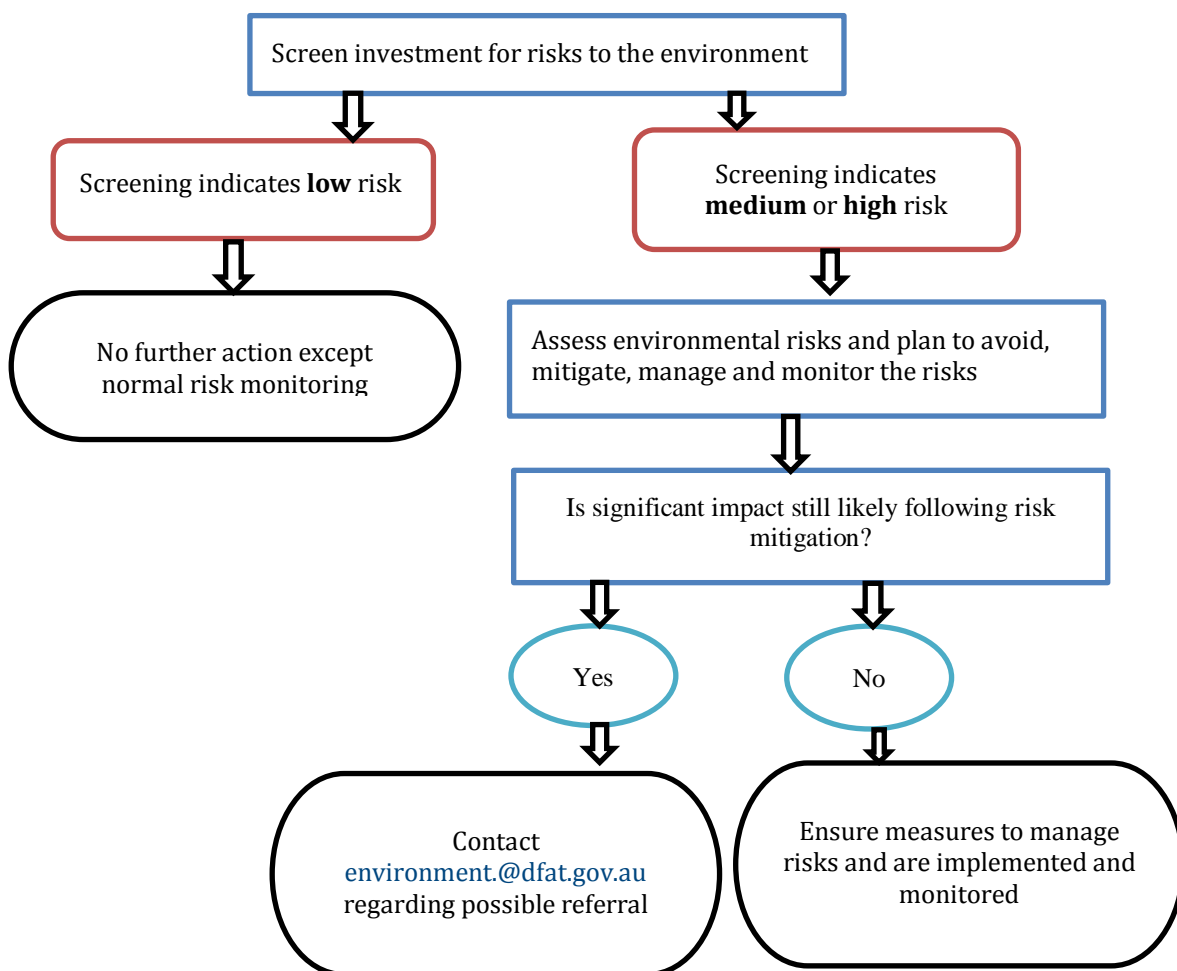 Screen investment for risks to the environment
Screening indicates low risk
Screening indicates
medium or high risk
No further action except
normal risk monitoring
Assess environmental risks and plan to avoid,
mitigate, manage and monitor the risks
Is significant impact still likely following risk
mitigation?
Yes
No
Contact
environment.@dfat.gov.au
regarding possible referral
Ensure measures to manage
risks and are implemented and
monitored